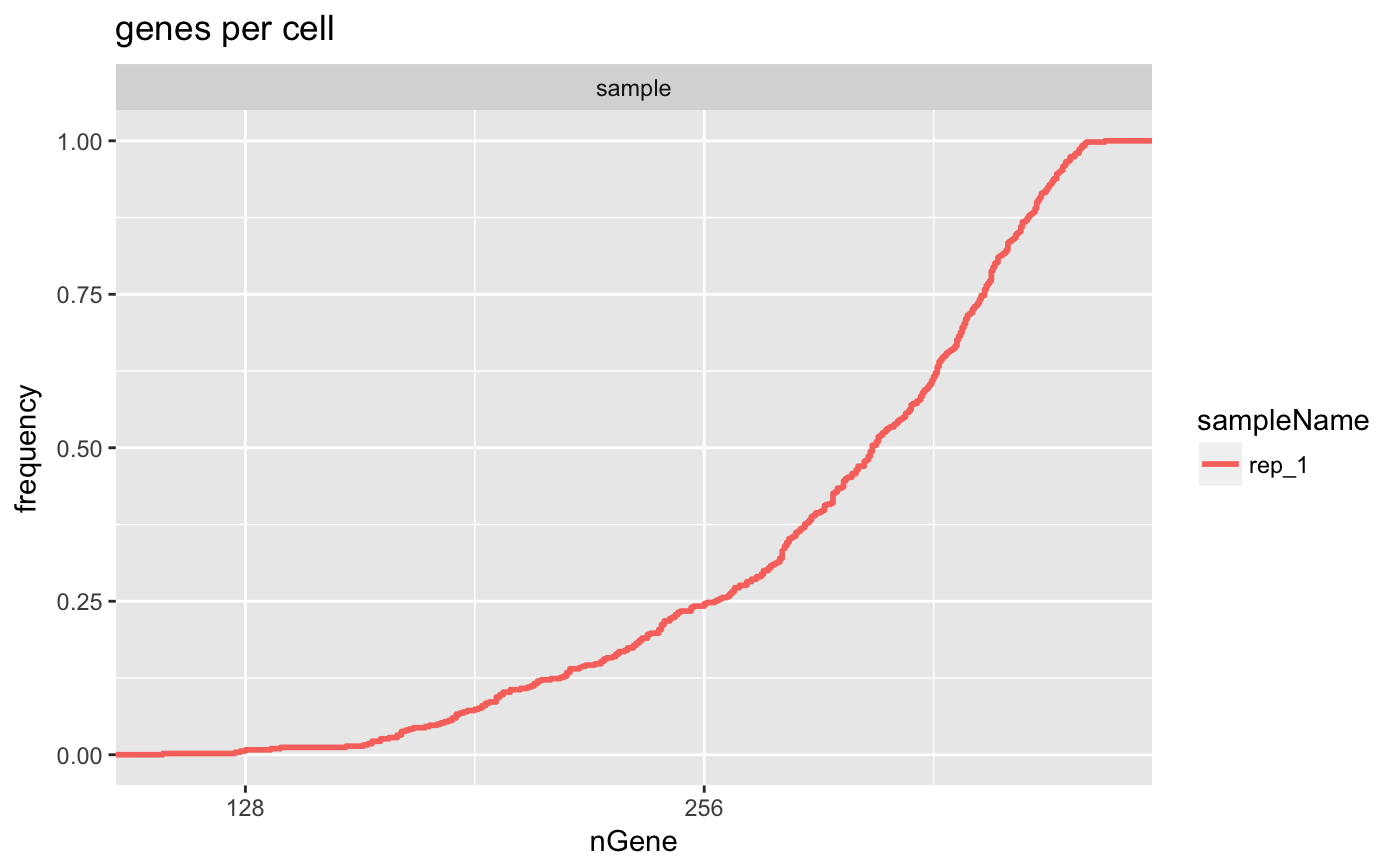 genes per cell
sample
1.00
0.75
0.50
0.25
0.00
frequency
128
256
nGene
sampleName
rep_1